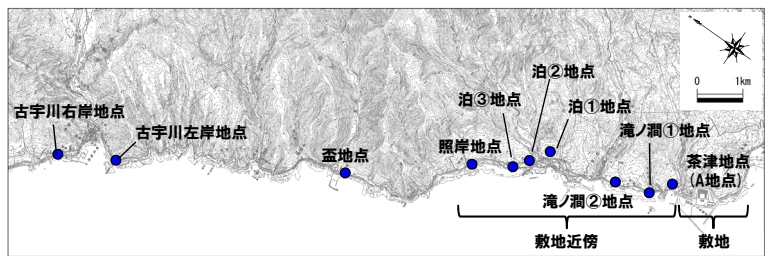 0 1km
泊②地点
泊③地点
泊①地点
古宇川右岸地点
古宇川左岸地点
滝ノ澗①地点
盃地点
照岸地点
茶津地点
(A地点)
滝ノ澗②地点
敷地近傍
敷地